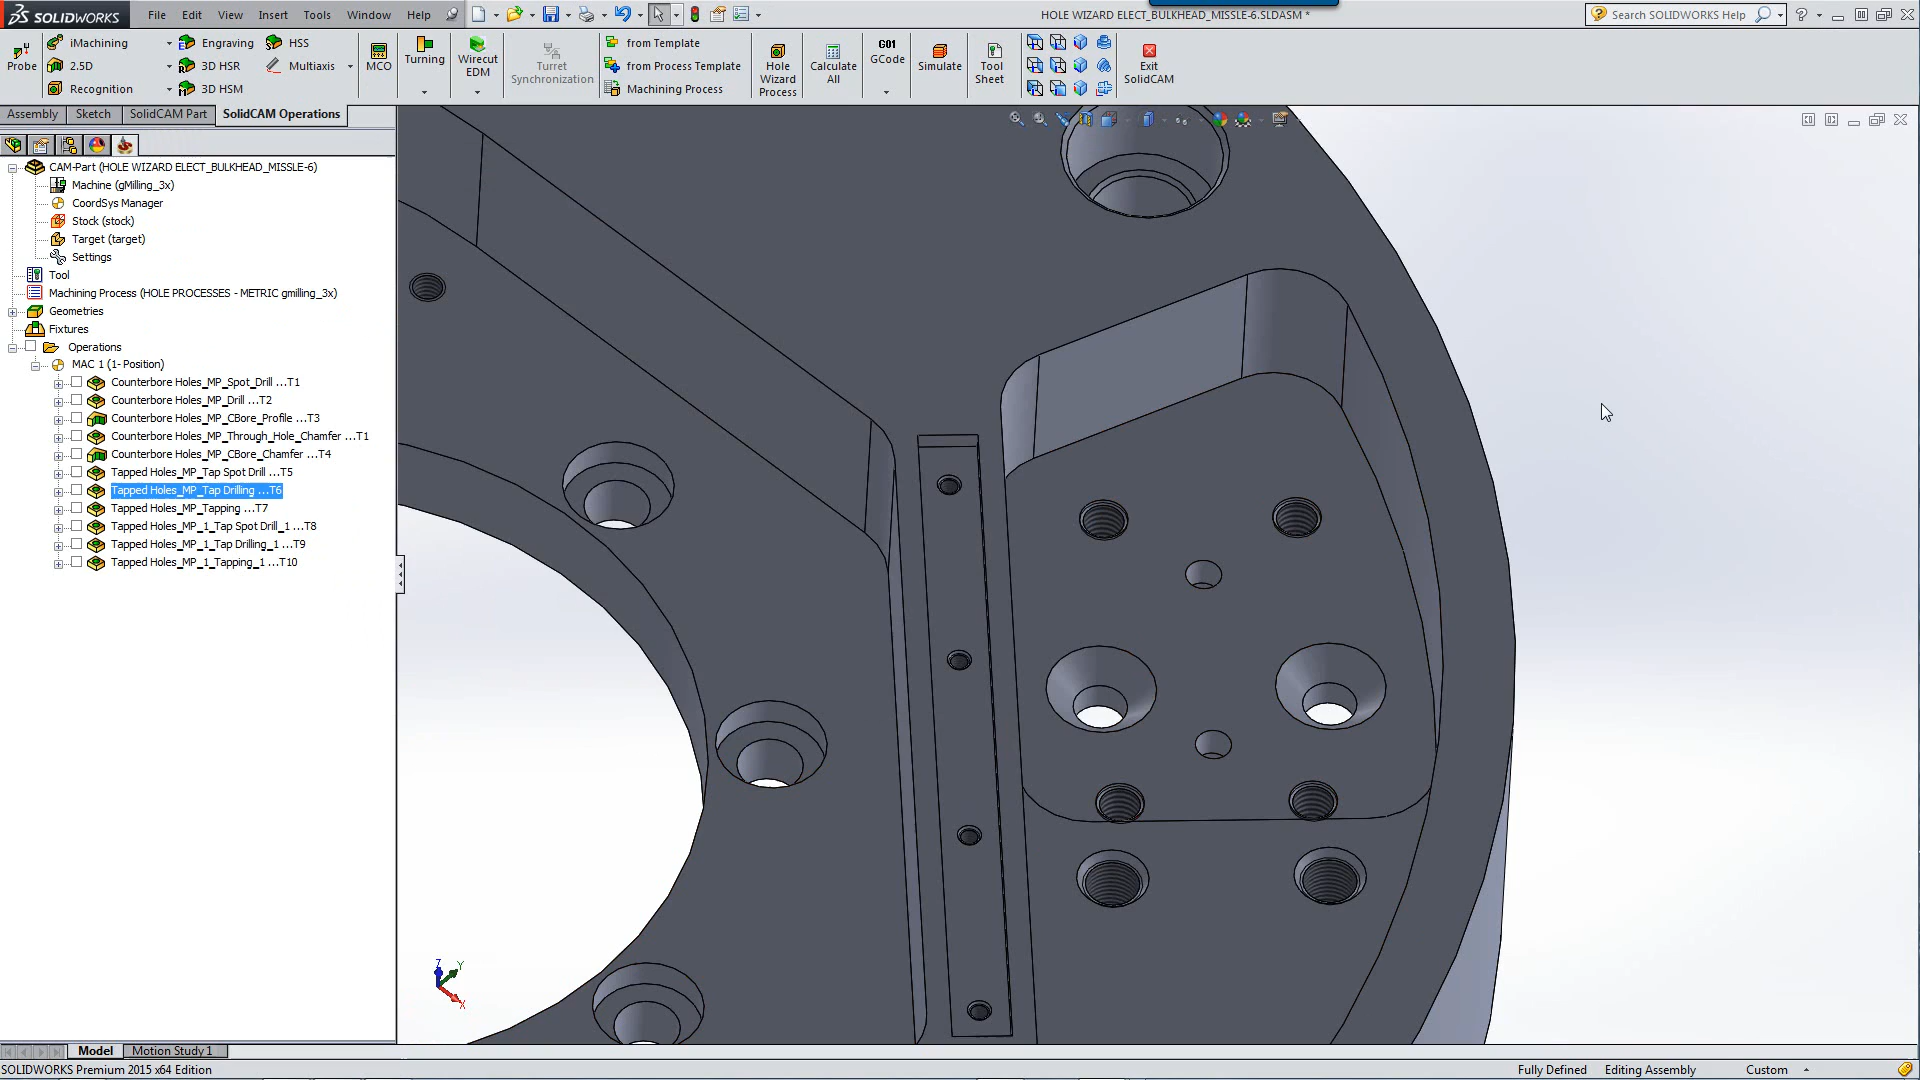 SOLIDWORKS File Edit View Insert Tools Window Help HOLE WIZARD ELECT_BULKHEAD_MISSLE-6.SLDASM * Search SOLIDWORKS Help
Probe
iMachining Engraving HSS
2.5D 3D HSR Multiaxis
Recognition 3D HSM
MCO
Turning
Wirecut EDM
Turret Synchronization
from Template
from Process Template
Machining Process
Hole Wizard Process
Calculate All
G01
GCode
Simulate
Tool Sheet
Exit SolidCAM
Assembly Sketch SolidCAM Part SolidCAM Operations
CAM-Part (HOLE WIZARD ELECT_BULKHEAD_MISSLE-6)
Machine (gMilling_3x)
CoordSys Manager
Stock (stock)
Target (target)
Settings
Tool
Machining Process (HOLE PROCESSES - METRIC gmilling_3x)
Geometries
Fixtures
Operations
MAC 1 (1- Position)
Counterbore Holes_MP_Spot_Drill ...T1
Counterbore Holes_MP_Drill ...T2
Counterbore Holes_MP_CBore_Profile ...T3
Counterbore Holes_MP_Through_Hole_Chamfer ...T1
Counterbore Holes_MP_CBore_Chamfer ...T4
Tapped Holes_MP_Tap Spot Drill ...T5
Tapped Holes_MP_Tap Drilling ...T6
Tapped Holes_MP_Tapping ...T7
Tapped Holes_MP_1_Tap Spot Drill_1 ...T8
Tapped Holes_MP_1_Tap Drilling_1 ...T9
Tapped Holes_MP_1_Tapping_1 ...T10
Z Y X
Model Motion Study 1
SOLIDWORKS Premium 2015 x64 Edition Fully Defined Editing Assembly Custom